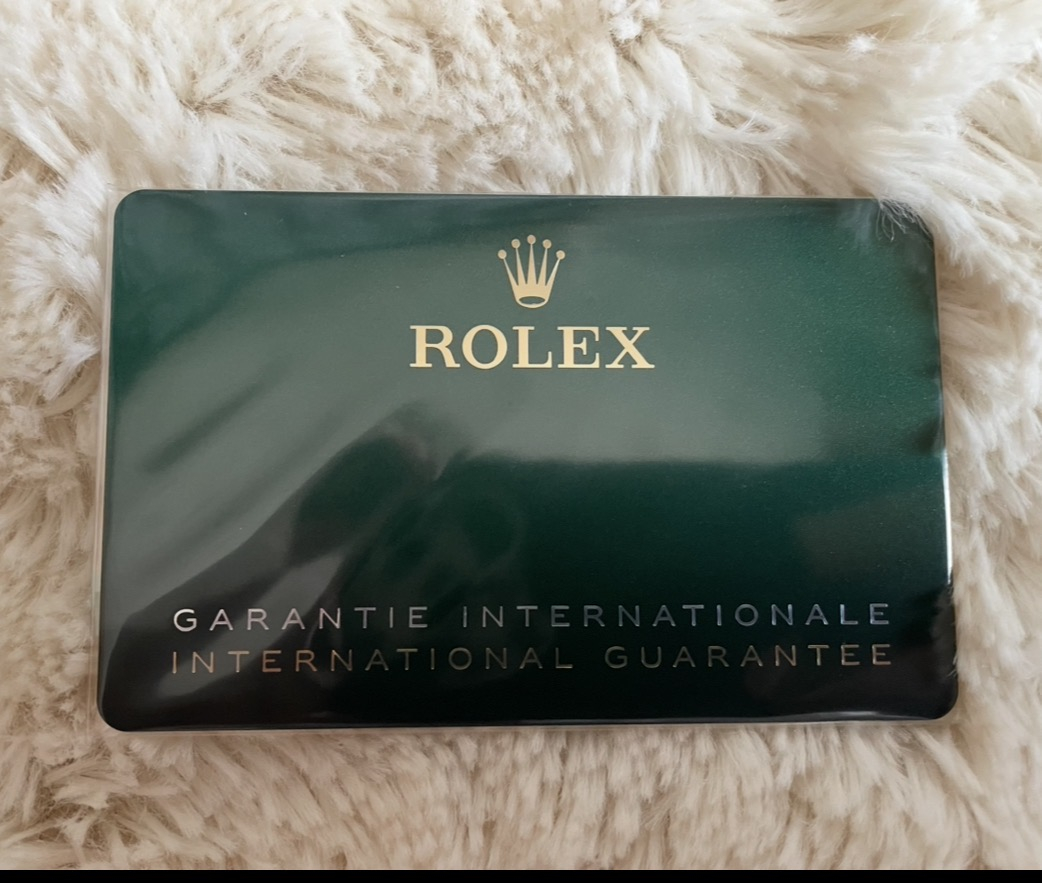 ROLEX
GARANTIE INTERNATIONALE
INTERNATIONAL GUARANTEE